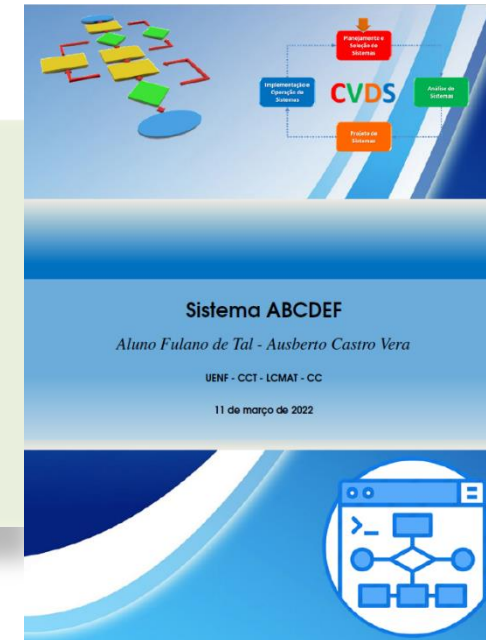 Planejamento e
Seleção de
Sistemas
Implementação e
Operação de
Sistemas
CVDS
Análise de
Sistemas
Projeto de
Sistemas
Sistema ABCDEF
Aluno Fulano de Tal - Ausberto Castro Vera
UENF - CCT - LCMAT - CC
11 de março de 2022